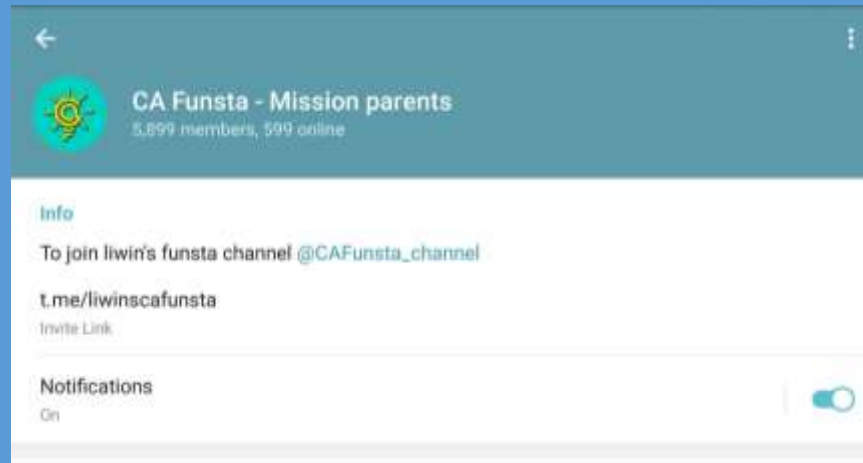 CA Funsta - Mission parents
5,899 members, 599 online
Info
To join liwin's funsta channel @CAFunsta_channel
t.me/liwinscafunsta
Invite Link
Notifications
On